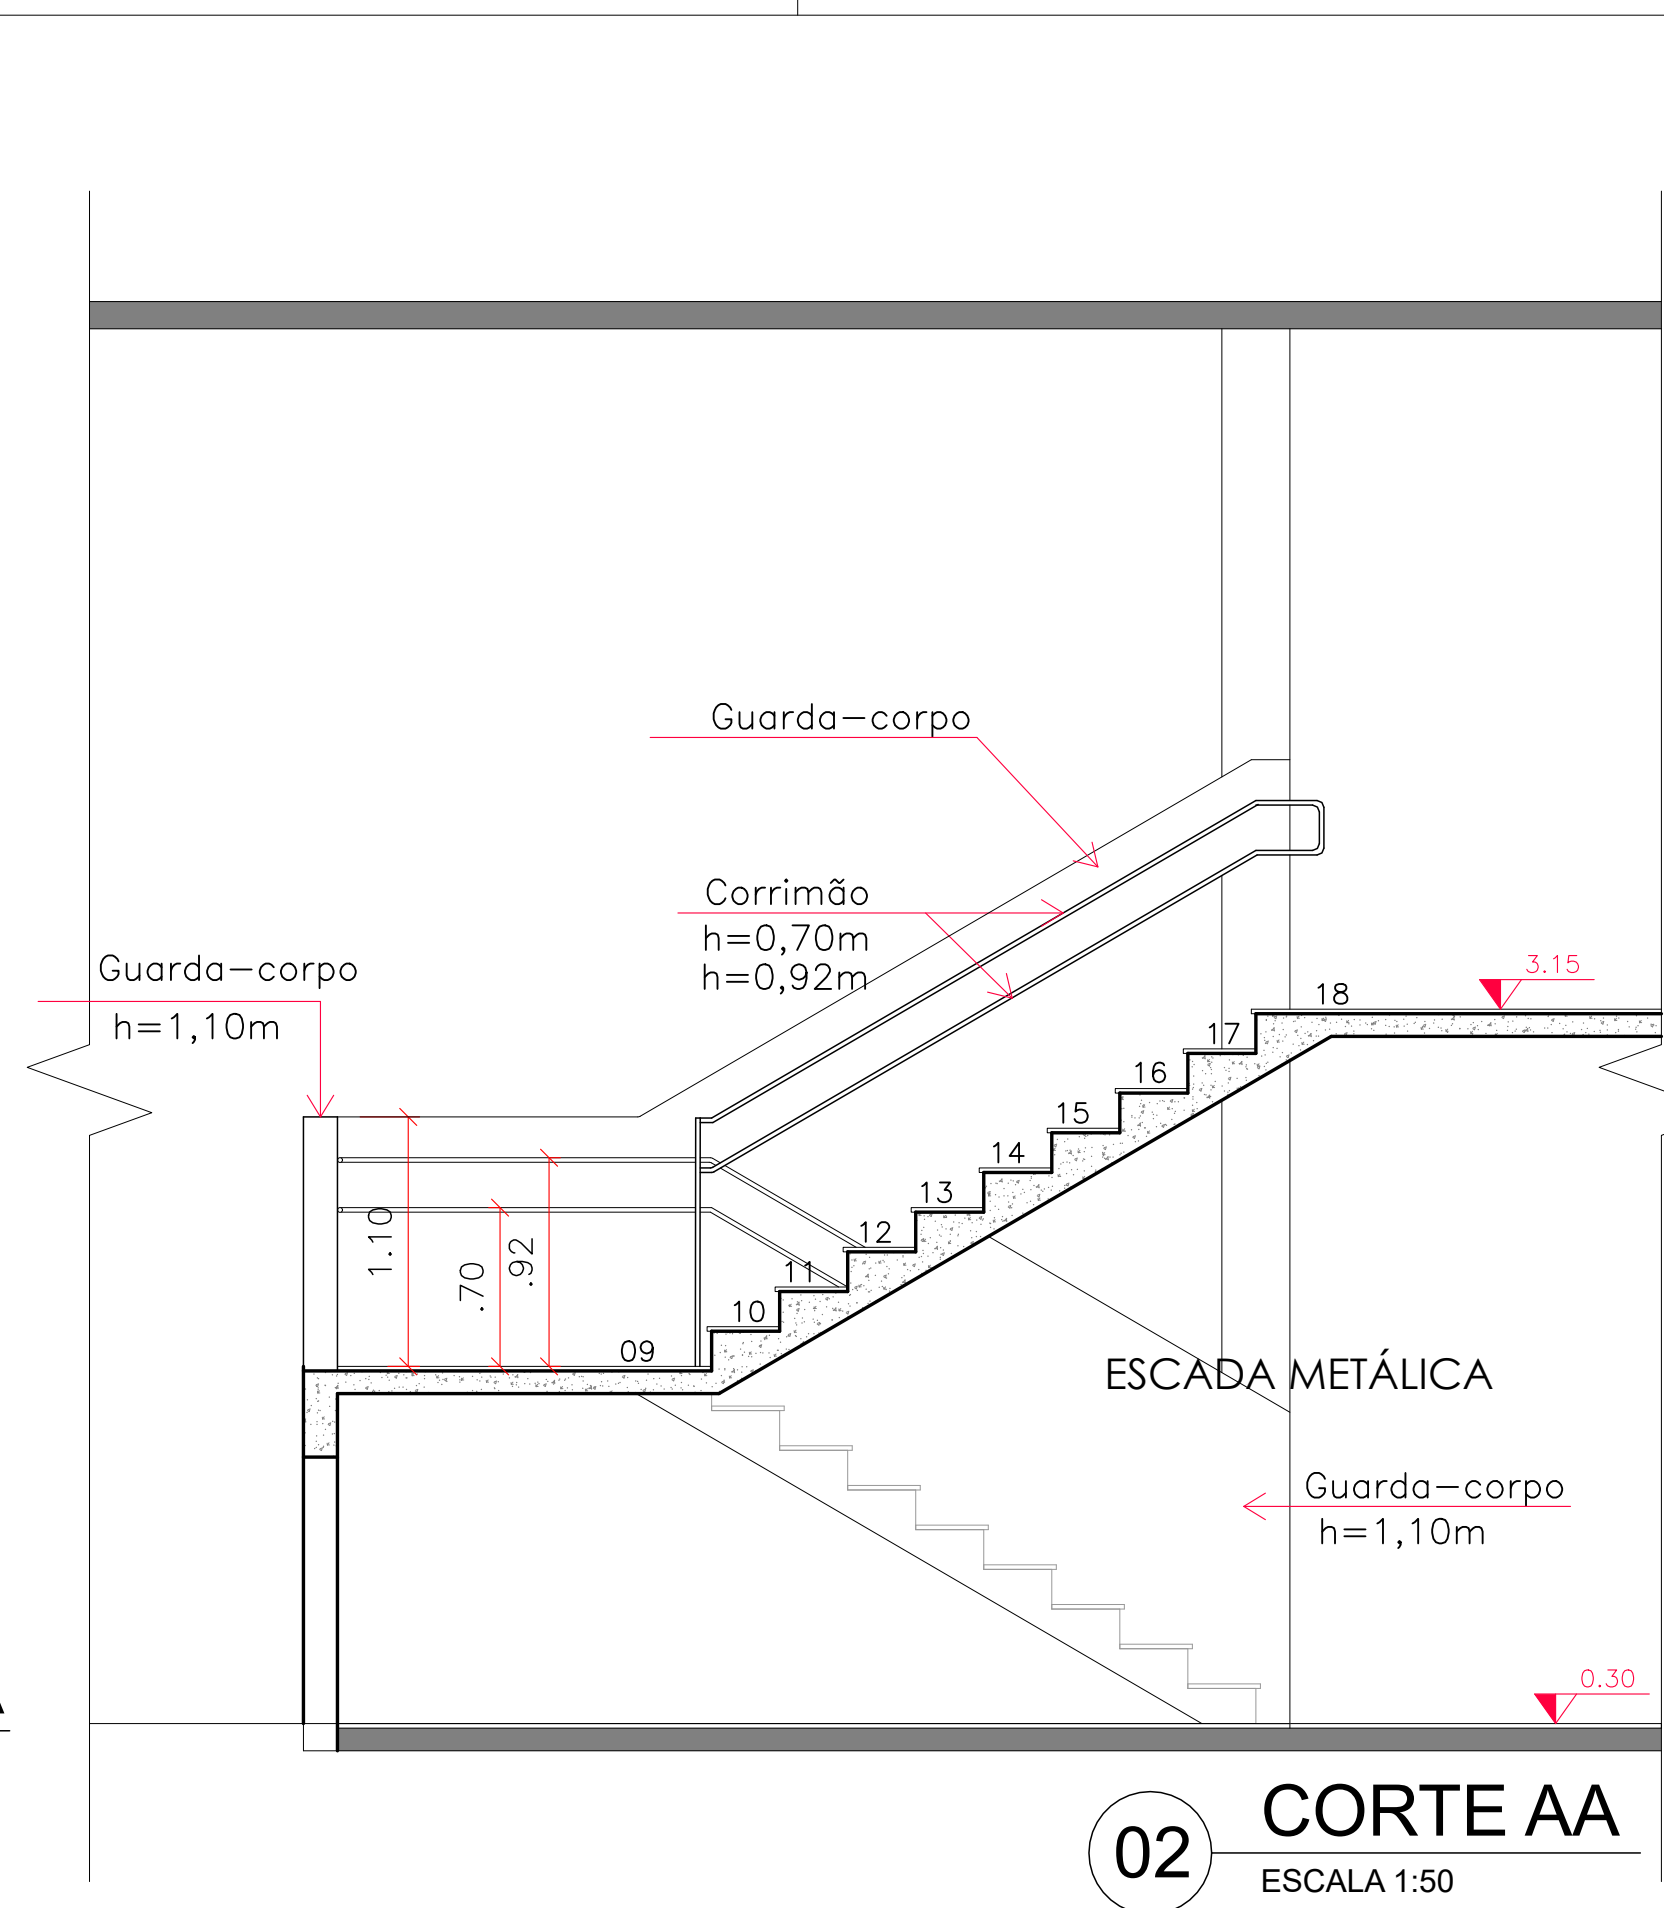 Guarda-corpo
Corrimão
h=0,70m
h=0,92m
Guarda-corpo
h=1,10m
3.15
18
17
16
15
14
13
12
11
10
09
1.10
.70
.92
ESCADA METÁLICA
Guarda-corpo
h=1,10m
0.30
02
CORTE AA
ESCALA 1:50